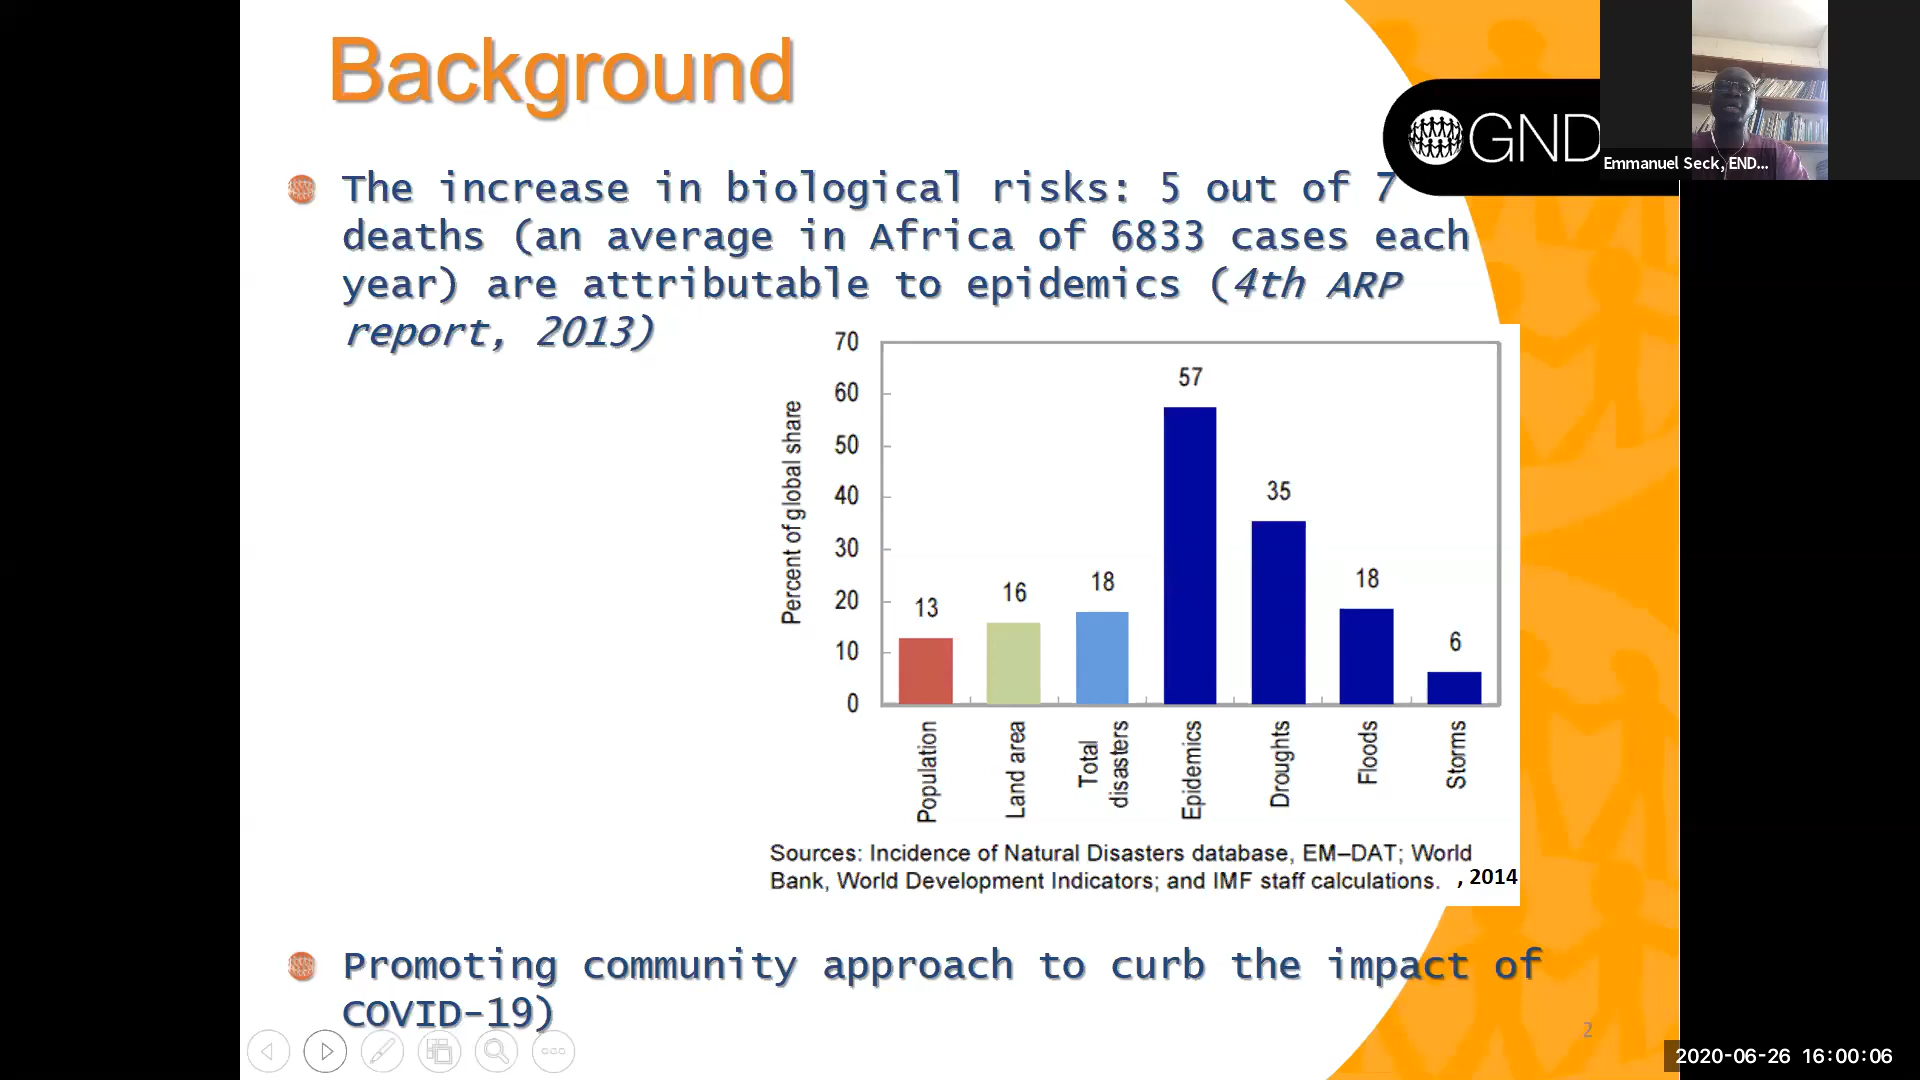 Background
GND
Emmanuel Seck, END...
The increase in biological risks: 5 out of 7
deaths (an average in Africa of 6833 cases each
year) are attributable to epidemics (4th ARP
report, 2013)
Percent of global share
70
60
50
40
30
20
10
0
13
16
18
57
35
18
6
Population
Land area
Total
disasters
Epidemics
Droughts
Floods
Storms
Sources: Incidence of Natural Disasters database, EM–DAT; World
Bank, World Development Indicators; and IMF staff calculations. , 2014
Promoting community approach to curb the impact of
COVID-19)
2
2020-06-26 16:00:06